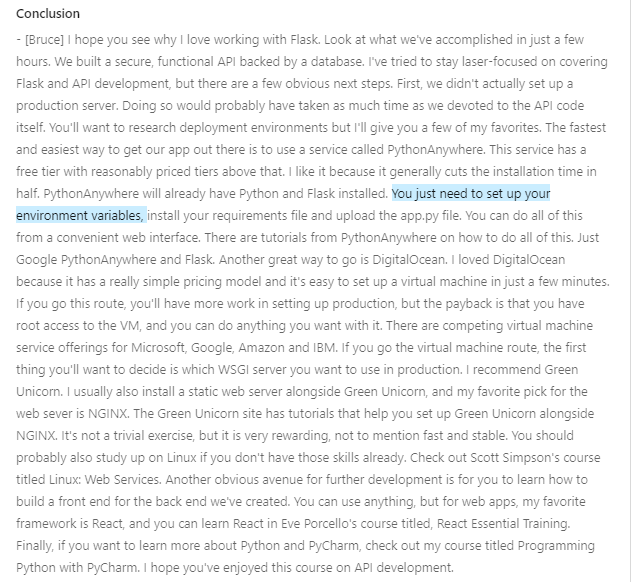 Conclusion
- [Bruce] I hope you see why I love working with Flask. Look at what we've accomplished in just a few
hours. We built a secure, functional API backed by a database. I've tried to stay laser-focused on covering
Flask and API development, but there are a few obvious next steps. First, we didn't actually set up a
production server. Doing so would probably have taken as much time as we devoted to the API code
itself. You'll want to research deployment environments but I'll give you a few of my favorites. The fastest
and easiest way to get our app out there is to use a service called PythonAnywhere. This service has a
free tier with reasonably priced tiers above that. I like it because it generally cuts the installation time in
half. PythonAnywhere will already have Python and Flask installed. You just need to set up your
environment variables, install your requirements file and upload the app.py file. You can do all of this
from a convenient web interface. There are tutorials from PythonAnywhere on how to do all of this. Just
Google PythonAnywhere and Flask. Another great way to go is DigitalOcean. I loved DigitalOcean
because it has a really simple pricing model and it's easy to set up a virtual machine in just a few minutes.
If you go this route, you'll have more work in setting up production, but the payback is that you have
root access to the VM, and you can do anything you want with it. There are competing virtual machine
service offerings for Microsoft, Google, Amazon and IBM. If you go the virtual machine route, the first
thing you'll want to decide is which WSGI server you want to use in production. I recommend Green
Unicorn. I usually also install a static web server alongside Green Unicorn, and my favorite pick for the
web sever is NGINX. The Green Unicorn site has tutorials that help you set up Green Unicorn alongside
NGINX. It's not a trivial exercise, but it is very rewarding, not to mention fast and stable. You should
probably also study up on Linux if you don't have those skills already. Check out Scott Simpson's course
titled Linux: Web Services. Another obvious avenue for further development is for you to learn how to
build a front end for the back end we've created. You can use anything, but for web apps, my favorite
framework is React, and you can learn React in Eve Porcello's course titled, React Essential Training.
Finally, if you want to learn more about Python and PyCharm, check out my course titled Programming
Python with PyCharm. I hope you've enjoyed this course on API development.